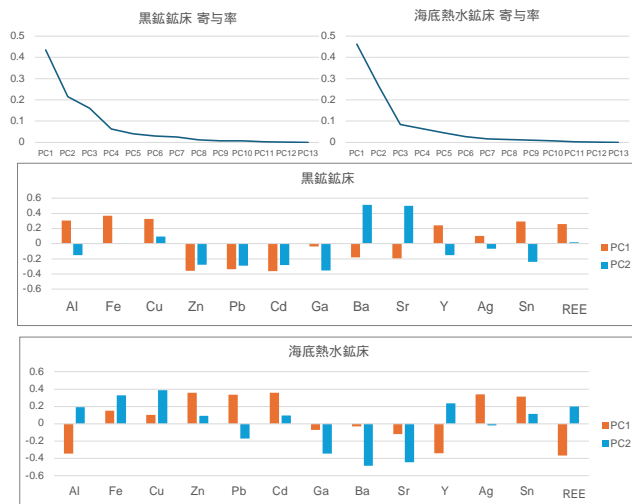 黒鉱鉱床 寄与率
0.5
0.4
0.3
0.2
0.1
0
PC1 PC2 PC3 PC4 PC5 PC6 PC7 PC8 PC9 PC10 PC11 PC12 PC13
海底熱水鉱床 寄与率
0.5
0.4
0.3
0.2
0.1
0
PC1 PC2 PC3 PC4 PC5 PC6 PC7 PC8 PC9 PC10 PC11 PC12 PC13
黒鉱鉱床
0.6
0.4
0.2
0
-0.2
-0.4
-0.6
Al Fe Cu Zn Pb Cd Ga Ba Sr Y Ag Sn REE
PC1
PC2
海底熱水鉱床
0.6
0.4
0.2
0
-0.2
-0.4
-0.6
Al Fe Cu Zn Pb Cd Ga Ba Sr Y Ag Sn REE
PC1
PC2